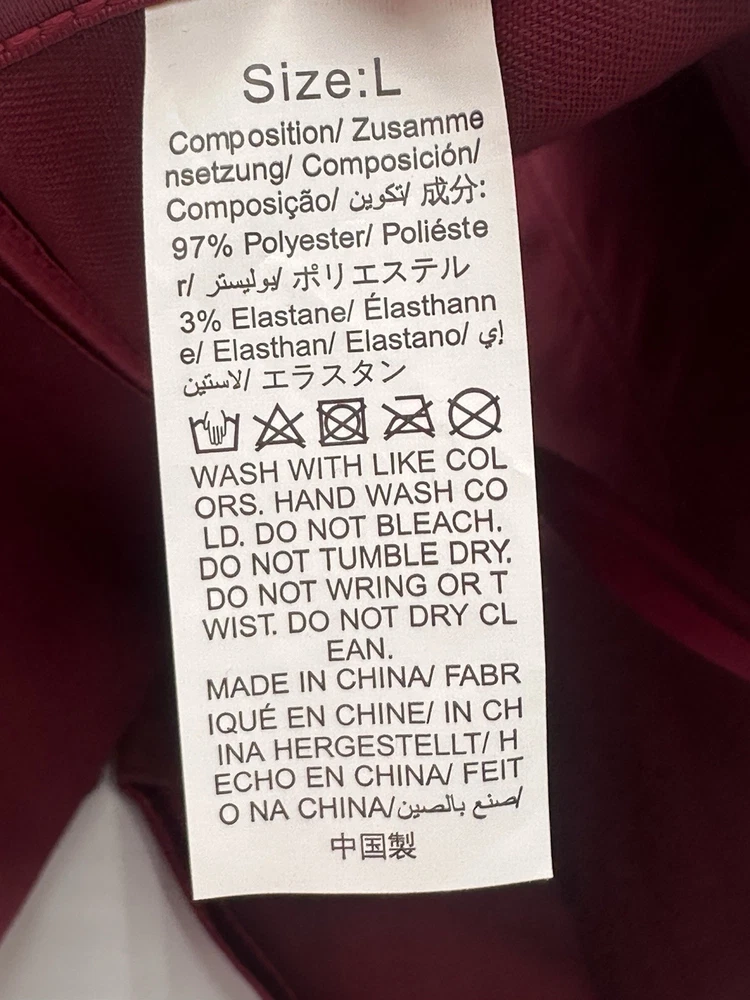 Size:L
Composition/ Zusamme
nsetzung/ Composición/
Composição/ تكوين/ 成分:
97% Polyester/ Poliéste
r/ بوليستر/ ポリエステル
3% Elastane/ Élasthann
e/ Elasthan/ Elastano/ إي
لاستين/ エラスタン
WASH WITH LIKE COL
ORS. HAND WASH CO
LD. DO NOT BLEACH.
DO NOT TUMBLE DRY.
DO NOT WRING OR T
WIST. DO NOT DRY CL
EAN.
MADE IN CHINA/ FABR
IQUÉ EN CHINE/ IN CH
INA HERGESTELLT/ H
ECHO EN CHINA/ FEIT
O NA CHINA/صنع بالصين/
中国製